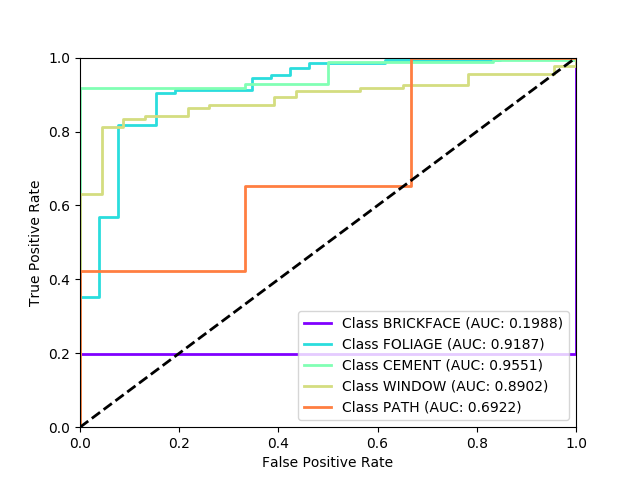 1.0
0.8
0.6
0.4
0.2
0.0
True Positive Rate
Class BRICKFACE (AUC: 0.1988)
Class FOLIAGE (AUC: 0.9187)
Class CEMENT (AUC: 0.9551)
Class WINDOW (AUC: 0.8902)
Class PATH (AUC: 0.6922)
0.0 0.2 0.4 0.6 0.8 1.0
False Positive Rate